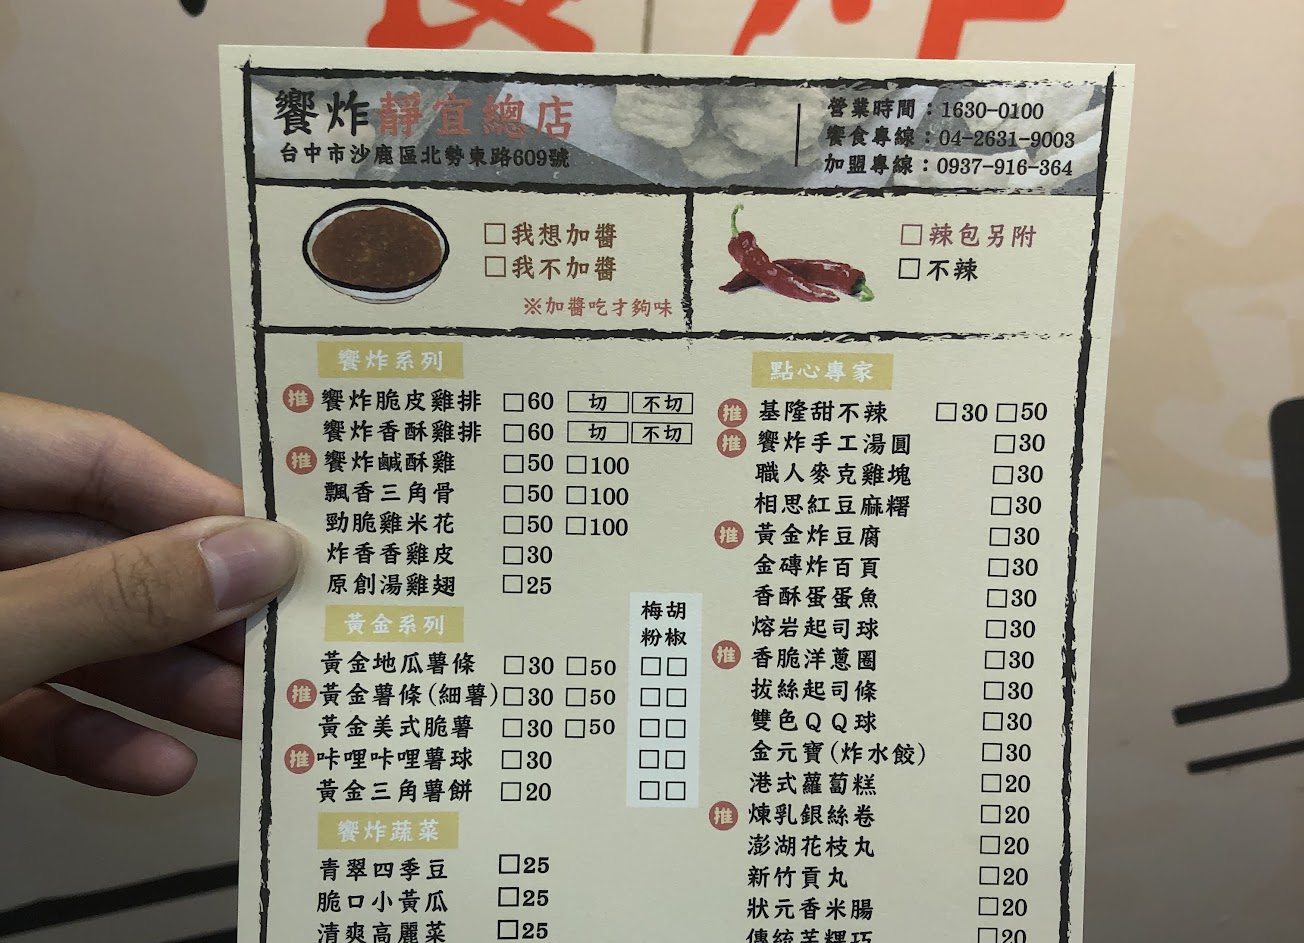 饗炸靜宜總店
台中市沙鹿區北勢東路609號
營業時間：1630-0100
饗食專線：04-2631-9003
加盟專線：0937-916-364
□我想加醬
□我不加醬
※加醬吃才夠味
□辣包另附
□不辣
饗炸系列
推 饗炸脆皮雞排 □60 切 不切
饗炸香酥雞排 □60 切 不切
推 饗炸鹹酥雞 □50 □100
飄香三角骨 □50 □100
勁脆雞米花 □50 □100
炸香香雞皮 □30
原創湯雞翅 □25
黃金系列
梅粉 胡椒
黃金地瓜薯條 □30 □50 □□
推 黃金薯條(細薯) □30 □50 □□
黃金美式脆薯 □30 □50 □□
推 咔哩咔哩薯球 □30 □□
黃金三角薯餅 □20 □□
饗炸蔬菜
青翠四季豆 □25
脆口小黃瓜 □25
清爽高麗菜 □25
點心專家
推 基隆甜不辣 □30 □50
推 饗炸手工湯圓 □30
職人麥克雞塊 □30
相思紅豆麻糬 □30
推 黃金炸豆腐 □30
金磚炸百頁 □30
香酥蛋蛋魚 □30
熔岩起司球 □30
推 香脆洋蔥圈 □30
拔絲起司條 □30
雙色QQ球 □30
金元寶(炸水餃) □30
港式蘿蔔糕 □20
推 煉乳銀絲卷 □20
澎湖花枝丸 □20
新竹貢丸 □20
狀元香米腸 □20
傳統芋粿巧 □20